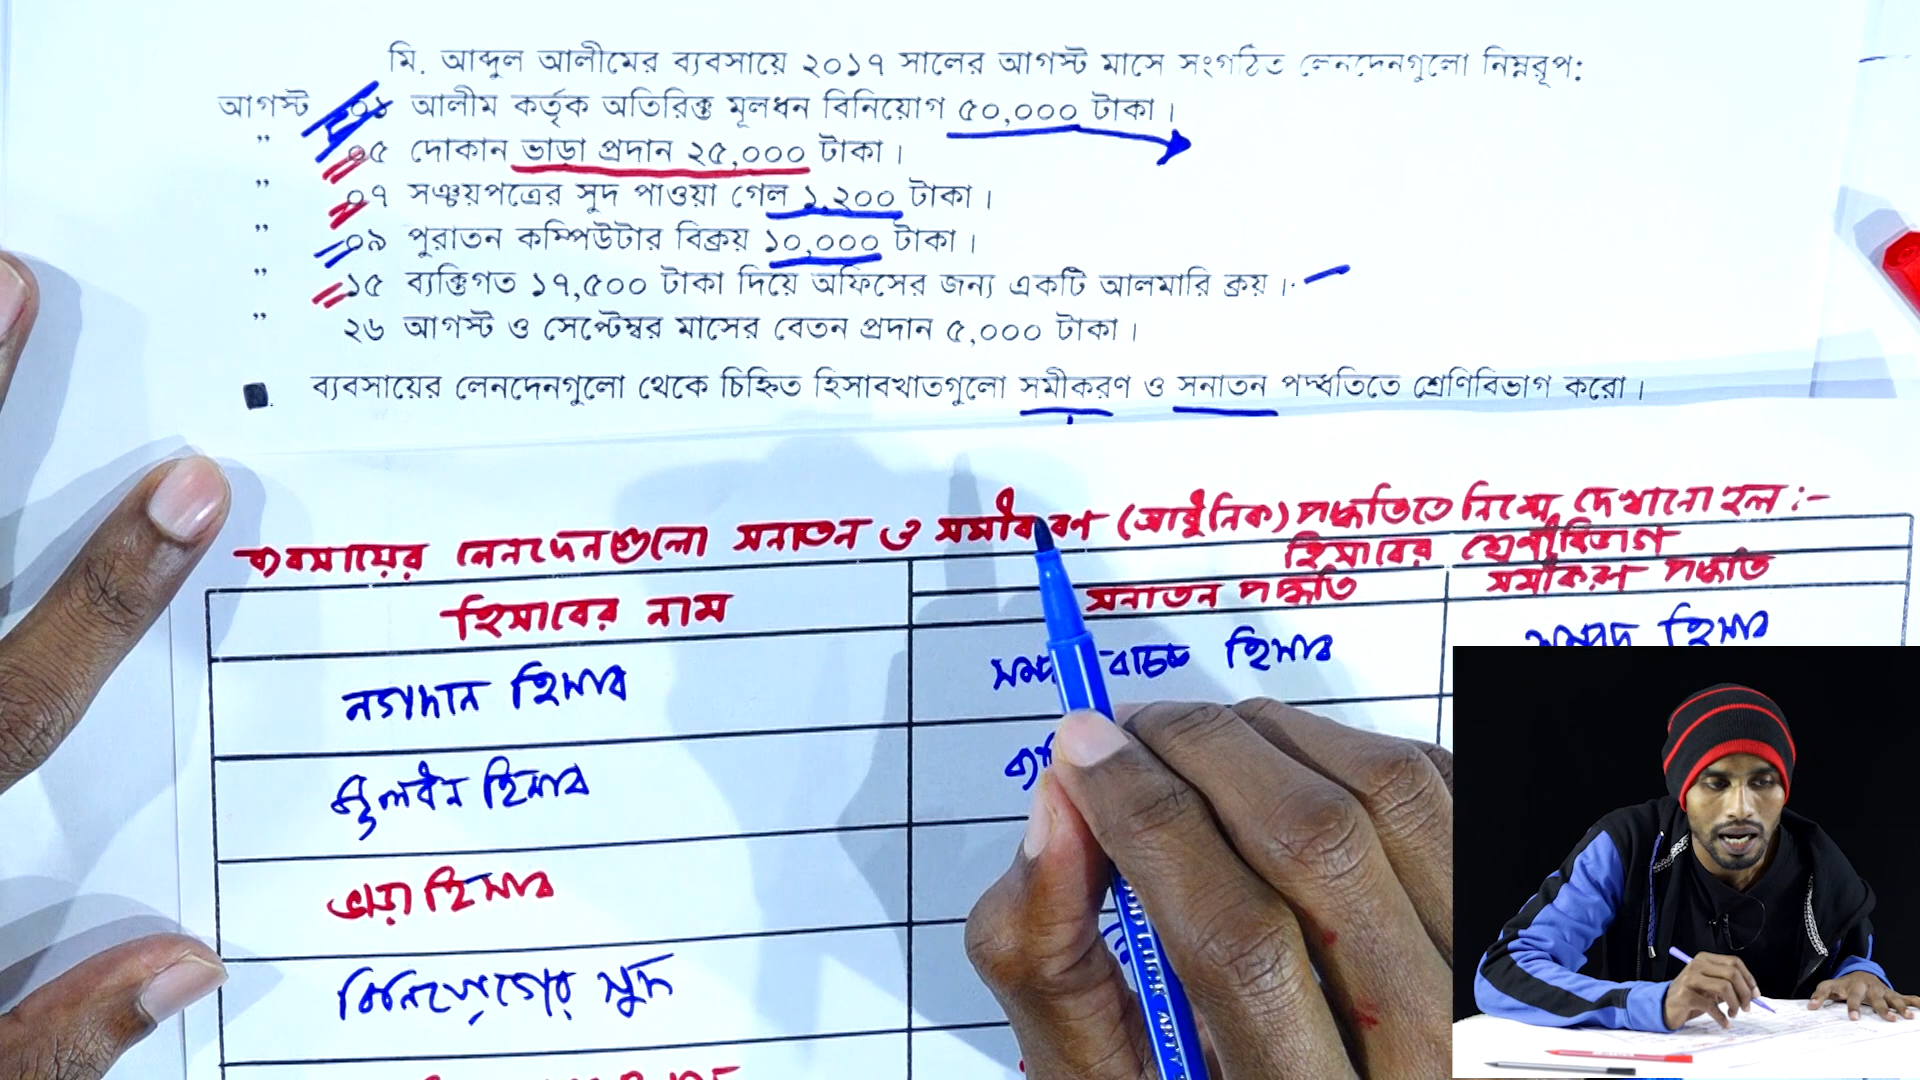 মি. আব্দুল আলীমের ব্যবসায়ে ২০১৭ সালের আগস্ট মাসে সংগঠিত লেনদেনগুলো নিম্নরূপ:
আগস্ট ০১ আলীম কর্তৃক অতিরিক্ত মূলধন বিনিয়োগ ৫০,০০০ টাকা।
” ০৫ দোকান ভাড়া প্রদান ২৫,০০০ টাকা।
” ০৭ সঞ্চয়পত্রের সুদ পাওয়া গেল ১,২০০ টাকা।
” ০৯ পুরাতন কম্পিউটার বিক্রয় ১০,০০০ টাকা।
” ১৫ ব্যক্তিগত ১৭,৫০০ টাকা দিয়ে অফিসের জন্য একটি আলমারি ক্রয়।
” ২৬ আগস্ট ও সেপ্টেম্বর মাসের বেতন প্রদান ৫,০০০ টাকা।
ব্যবসায়ের লেনদেনগুলো থেকে চিহ্নিত হিসাবখাতগুলো সমীকরণ ও সনাতন পদ্ধতিতে শ্রেণিবিভাগ করো।
ব্যবসায়ের লেনদেনগুলো সনাতন ও সমীকরণ (আধুনিক) পদ্ধতিতে নিম্নে দেখানো হল :-
হিসাবের শ্রেণীবিভাগ
হিসাবের নাম সনাতন পদ্ধতি সমীকরণ পদ্ধতি
নগদান হিসাব হিসাব সম্পদ হিসাব
মূলধন হিসাব
ভাড়া হিসাব
বিনিয়োগের সুদ